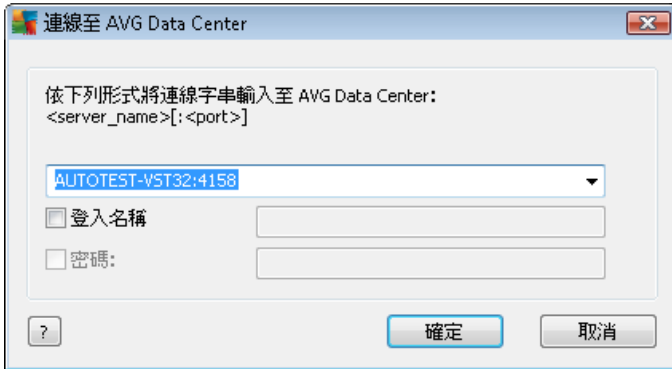 連線至 AVG Data Center
依下列形式將連線字串輸入至 AVG Data Center:
<server_name>[:<port>]
AUTOTEST-VST32:4158
登入名稱
密碼:
?
確定
取消